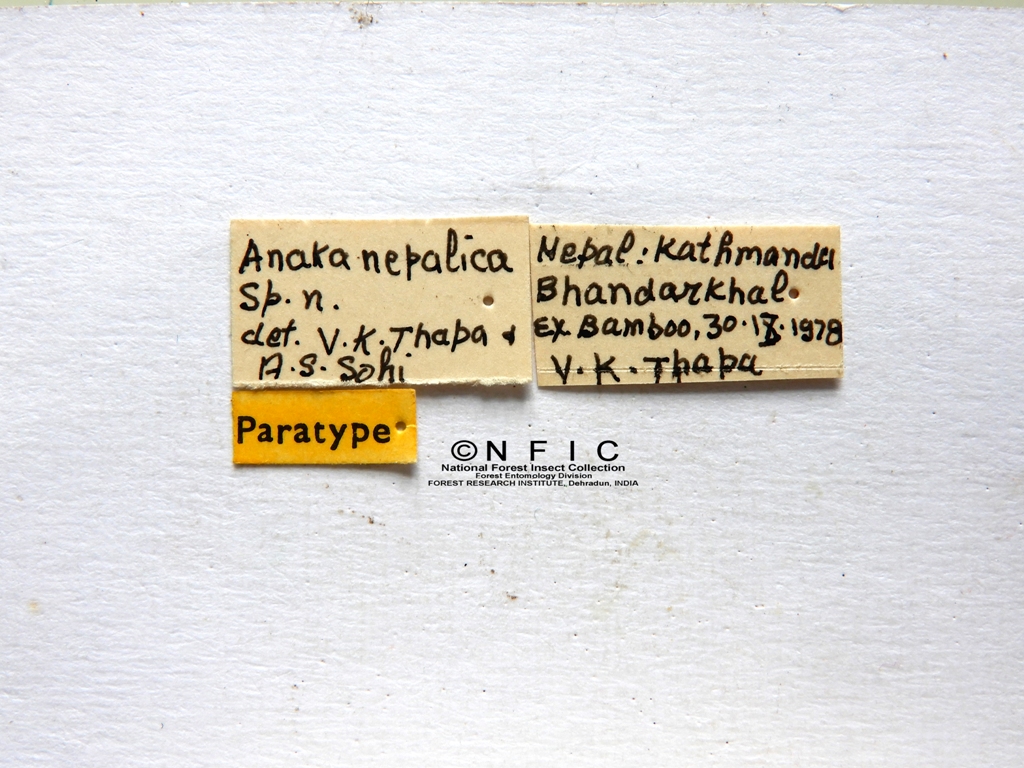 Anaka nepalica
Sp. n.
det. V. K. Thapa &
A. S. Sohi
Nepal: Kathmandu
Bhandarkhal
Ex Bamboo, 30.IX.1978
V. K. Thapa
Paratype
© N F I C
National Forest Insect Collection
Forest Entomology Division
FOREST RESEARCH INSTITUTE, Dehradun, INDIA